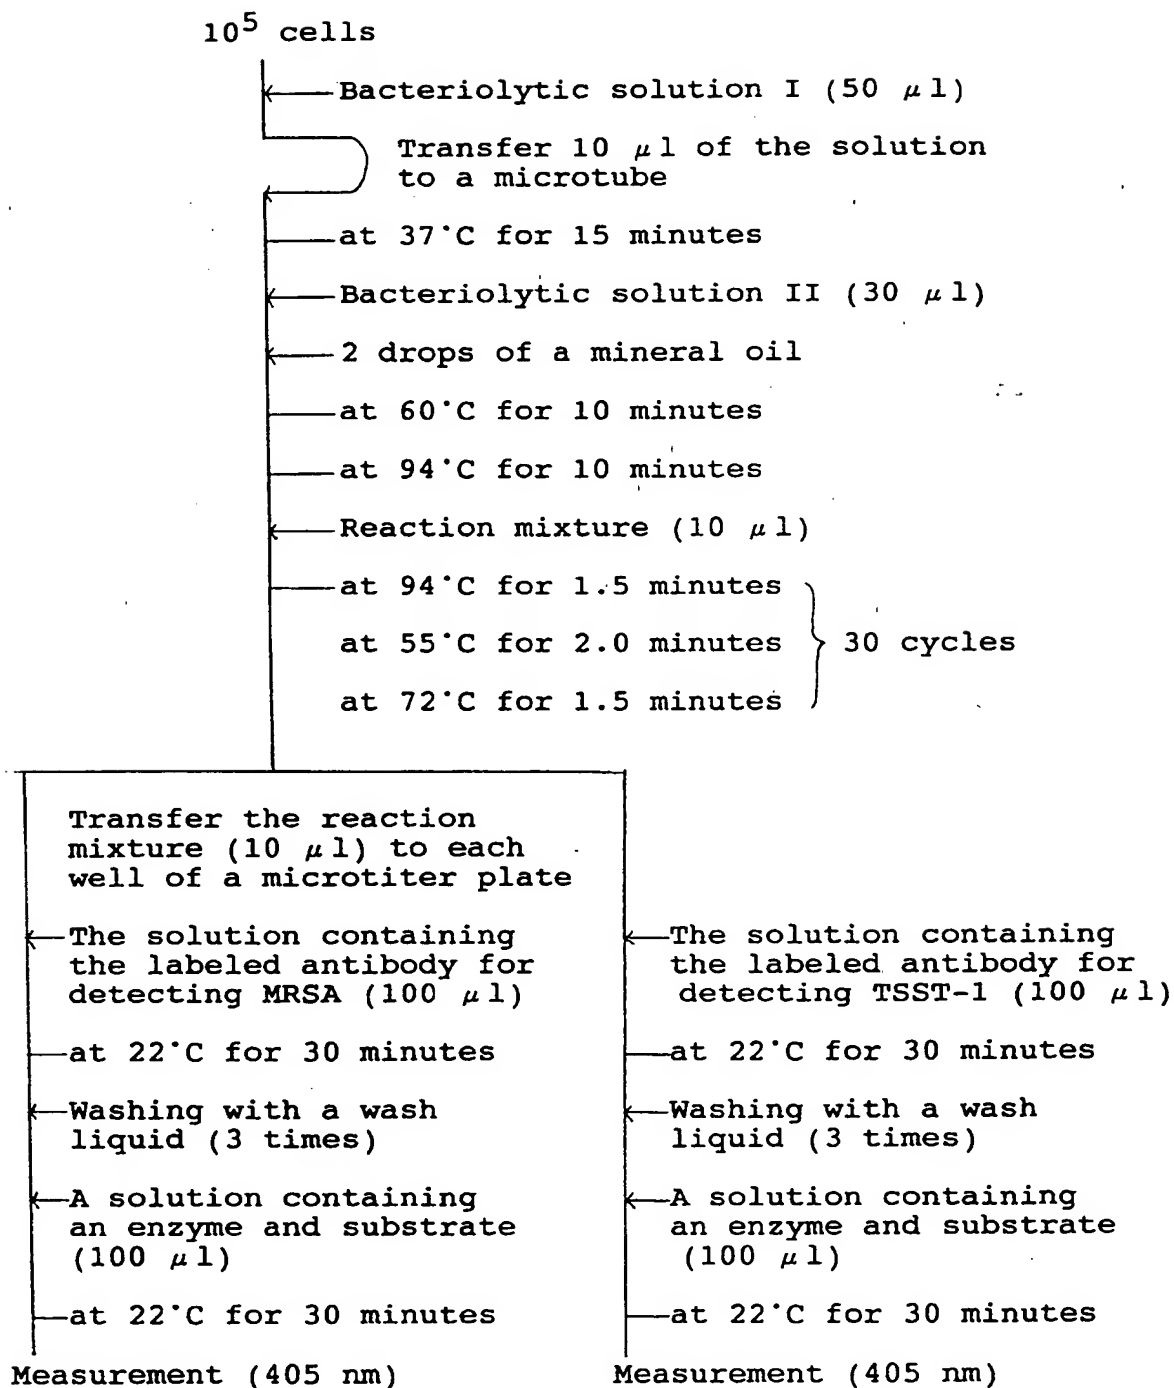 10⁵ cells
Bacteriolytic solution I (50 μl)
Transfer 10 μl of the solution
to a microtube
at 37°C for 15 minutes
Bacteriolytic solution II (30 μl)
2 drops of a mineral oil
at 60°C for 10 minutes
at 94°C for 10 minutes
Reaction mixture (10 μl)
at 94°C for 1.5 minutes
at 55°C for 2.0 minutes
30 cycles
at 72°C for 1.5 minutes
Transfer the reaction
mixture (10 μl) to each
well of a microtiter plate
The solution containing
the labeled antibody for
detecting MRSA (100 μl)
at 22°C for 30 minutes
Washing with a wash
liquid (3 times)
A solution containing
an enzyme and substrate
(100 μl)
at 22°C for 30 minutes
Measurement (405 nm)
The solution containing
the labeled antibody for
detecting TSST-1 (100 μl)
at 22°C for 30 minutes
Washing with a wash
liquid (3 times)
A solution containing
an enzyme and substrate
(100 μl)
at 22°C for 30 minutes
Measurement (405 nm)